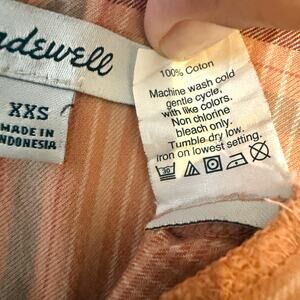 adewell
XXS
MADE IN
INDONESIA
100% Coton
Machine wash cold
gentle cycle,
with like colors.
Non chlorine
bleach only.
Tumble dry low.
iron on lowest setting.